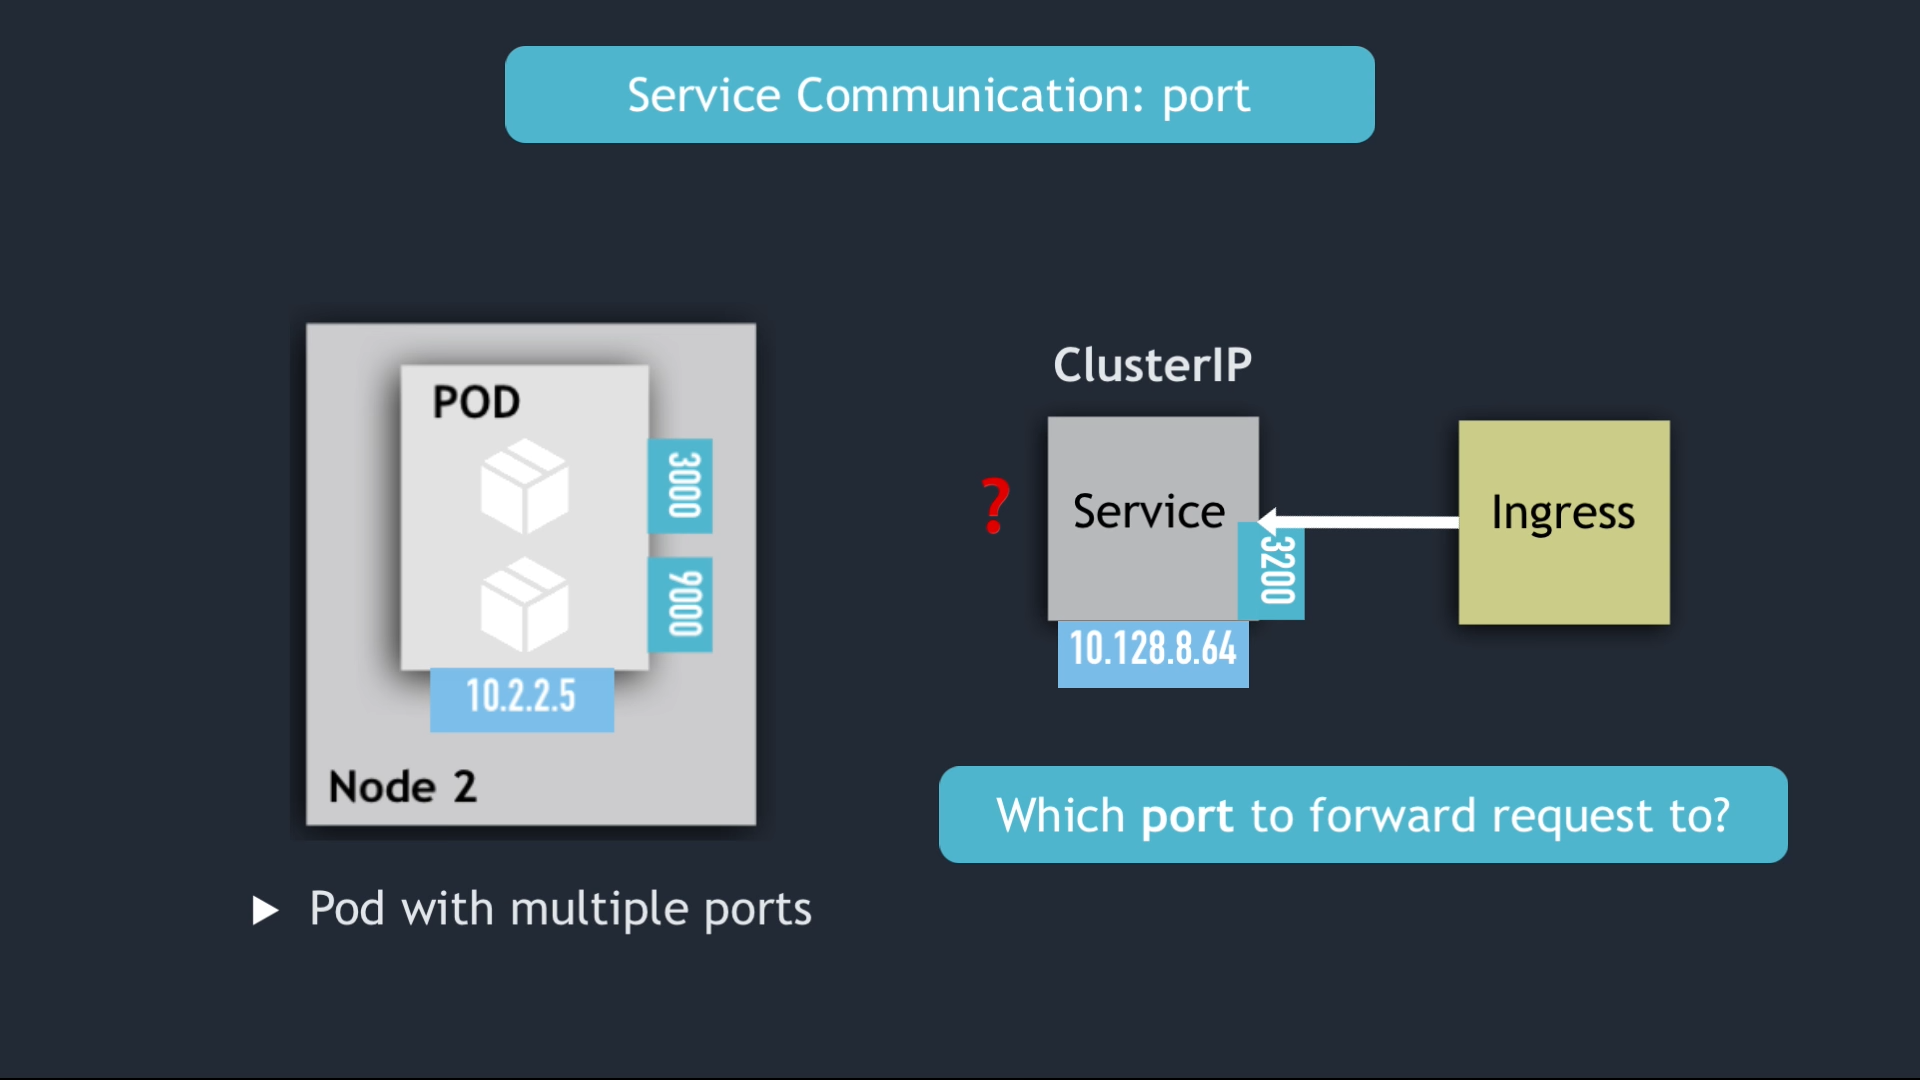 Service Communication: port
POD
3000
9000
10.2.2.5
Node 2
Pod with multiple ports
ClusterIP
?
Service
3200
10.128.8.64
Ingress
Which port to forward request to?